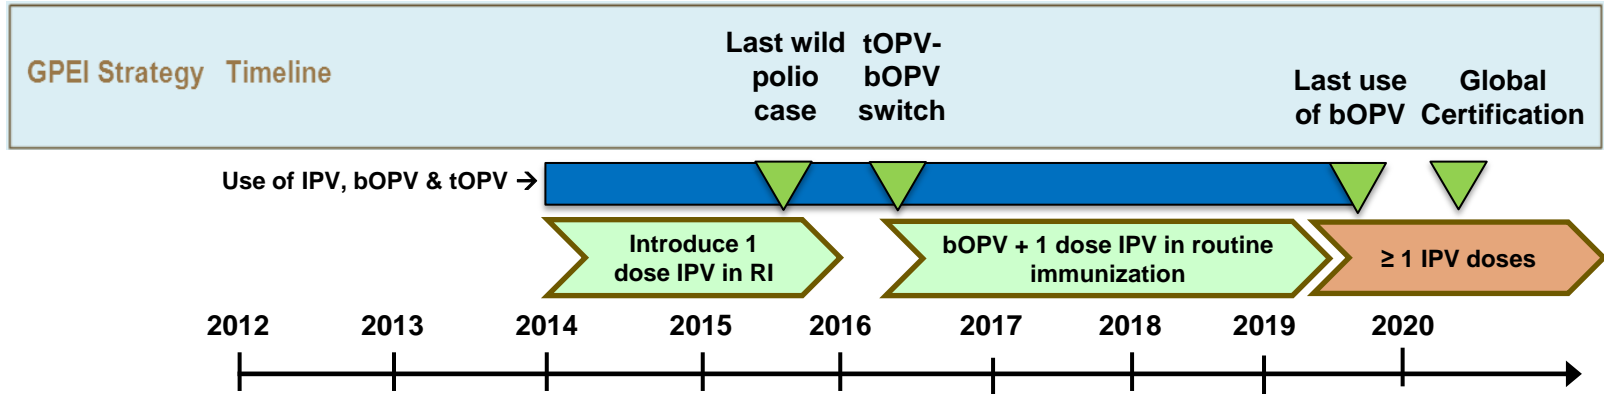 GPEI Strategy Timeline
Last wild
polio
case
tOPV-
bOPV
switch
Last use
of bOPV
Global
Certification
Use of IPV, bOPV & tOPV →
Introduce 1
dose IPV in RI
bOPV + 1 dose IPV in routine
immunization
≥ 1 IPV doses
2012 2013 2014 2015 2016 2017 2018 2019 2020